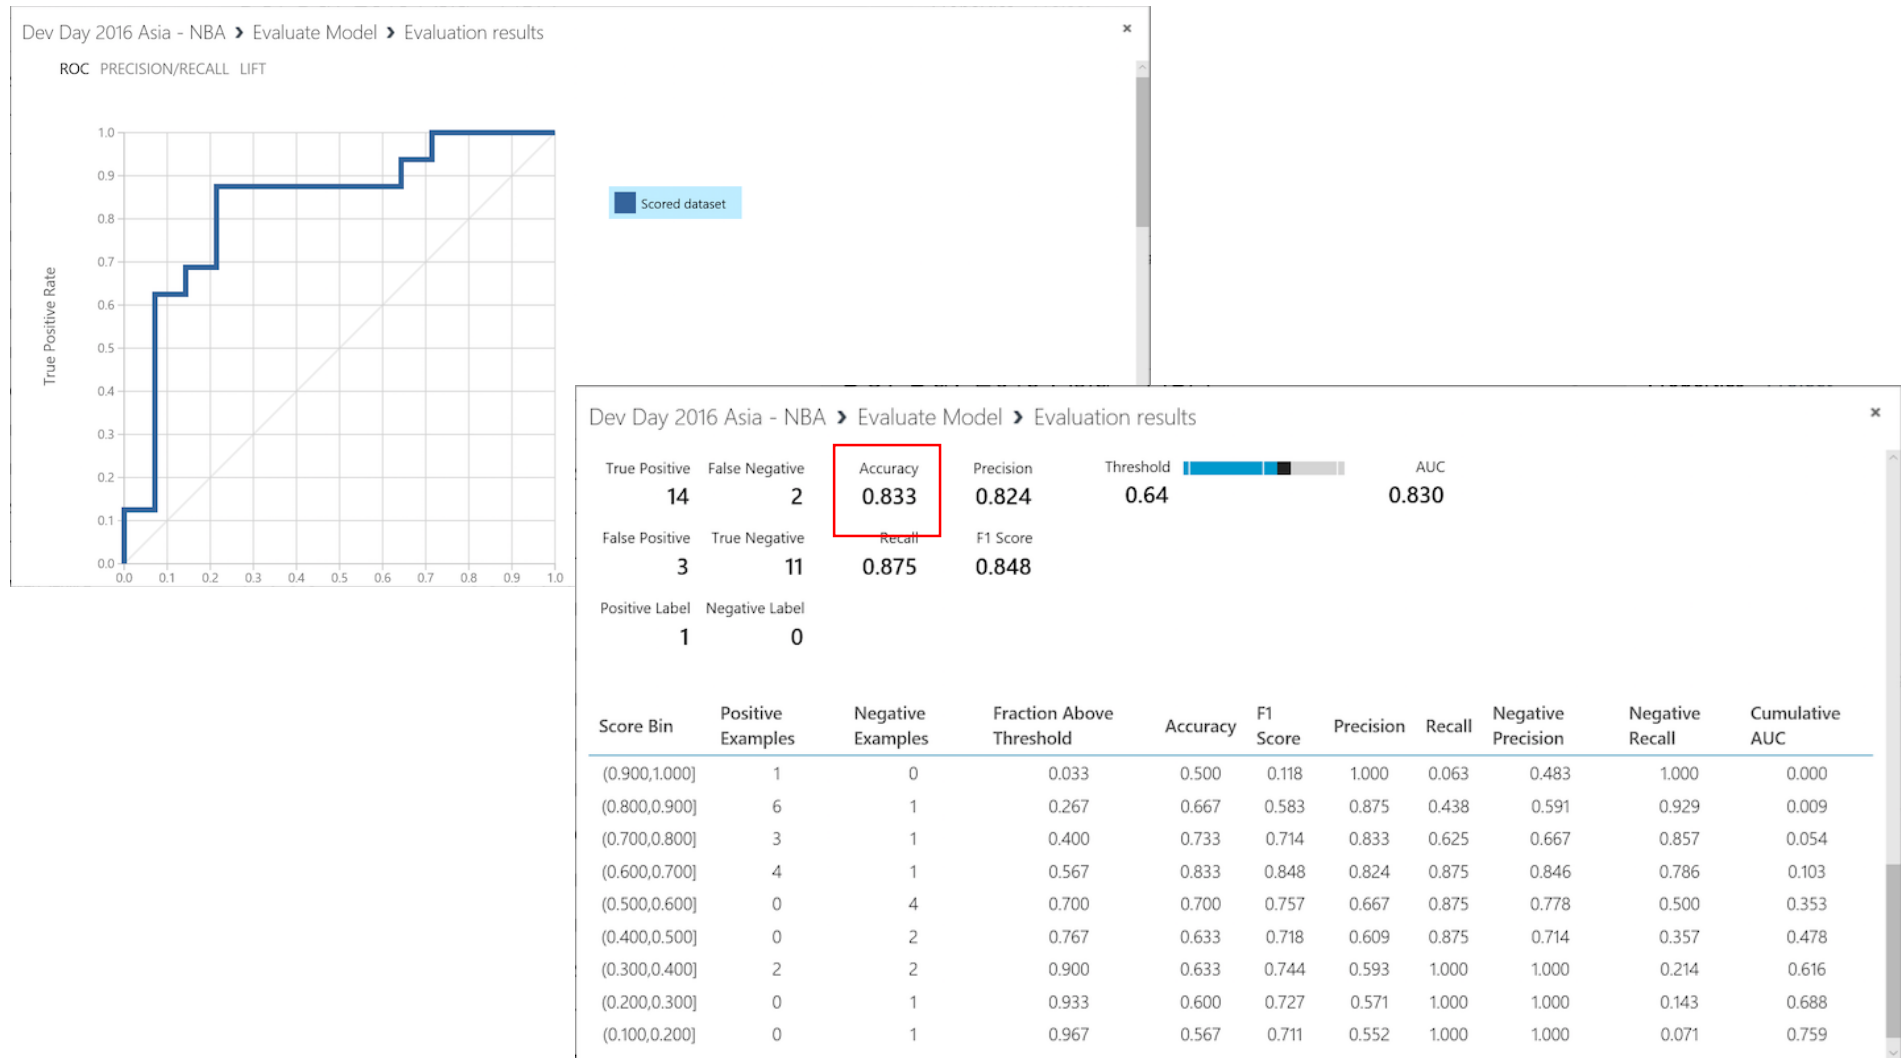 Dev Day 2016 Asia - NBA > Evaluate Model > Evaluation results
ROC PRECISION/RECALL LIFT
1.0
0.9
0.8
0.7
0.6
0.5
0.4
0.3
0.2
0.1
0.0
True Positive Rate
0.0 0.1 0.2 0.3 0.4 0.5 0.6 0.7 0.8 0.9 1.0
Scored dataset
Dev Day 2016 Asia - NBA > Evaluate Model > Evaluation results
True Positive False Negative Accuracy Precision Threshold AUC
14 2 0.833 0.824 0.64 0.830
False Positive True Negative Recall F1 Score
3 11 0.875 0.848
Positive Label Negative Label
1 0
Score Bin Positive Examples Negative Examples Fraction Above Threshold Accuracy F1 Score Precision Recall Negative Precision Negative Recall Cumulative AUC
(0.900,1.000] 1 0 0.033 0.500 0.118 1.000 0.063 0.483 1.000 0.000
(0.800,0.900] 6 1 0.267 0.667 0.583 0.875 0.438 0.591 0.929 0.009
(0.700,0.800] 3 1 0.400 0.733 0.714 0.833 0.625 0.667 0.857 0.054
(0.600,0.700] 4 1 0.567 0.833 0.848 0.824 0.875 0.846 0.786 0.103
(0.500,0.600] 0 4 0.700 0.700 0.757 0.667 0.875 0.778 0.500 0.353
(0.400,0.500] 0 2 0.767 0.633 0.718 0.609 0.875 0.714 0.357 0.478
(0.300,0.400] 2 2 0.900 0.633 0.744 0.593 1.000 1.000 0.214 0.616
(0.200,0.300] 0 1 0.933 0.600 0.727 0.571 1.000 1.000 0.143 0.688
(0.100,0.200] 0 1 0.967 0.567 0.711 0.552 1.000 1.000 0.071 0.759